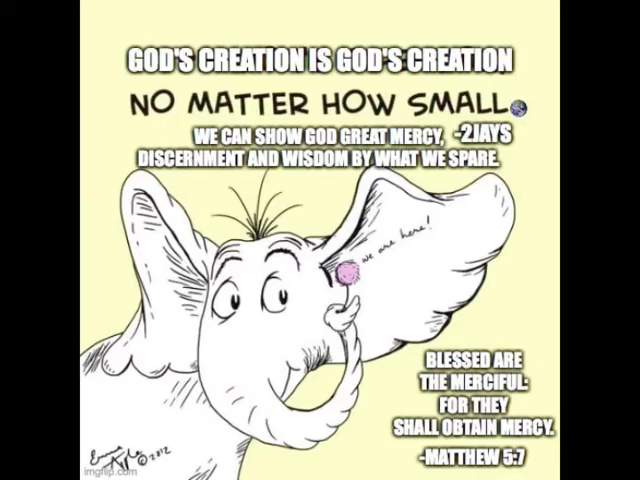 GOD'S CREATION IS GOD'S CREATION
NO MATTER HOW SMALL.
WE CAN SHOW GOD GREAT MERCY, -2JAYS
DISCERNMENT AND WISDOM BY WHAT WE SPARE.
we are here!
BLESSED ARE
THE MERCIFUL:
FOR THEY
SHALL OBTAIN MERCY.
-MATTHEW 5:7
©2012
imgflip.com